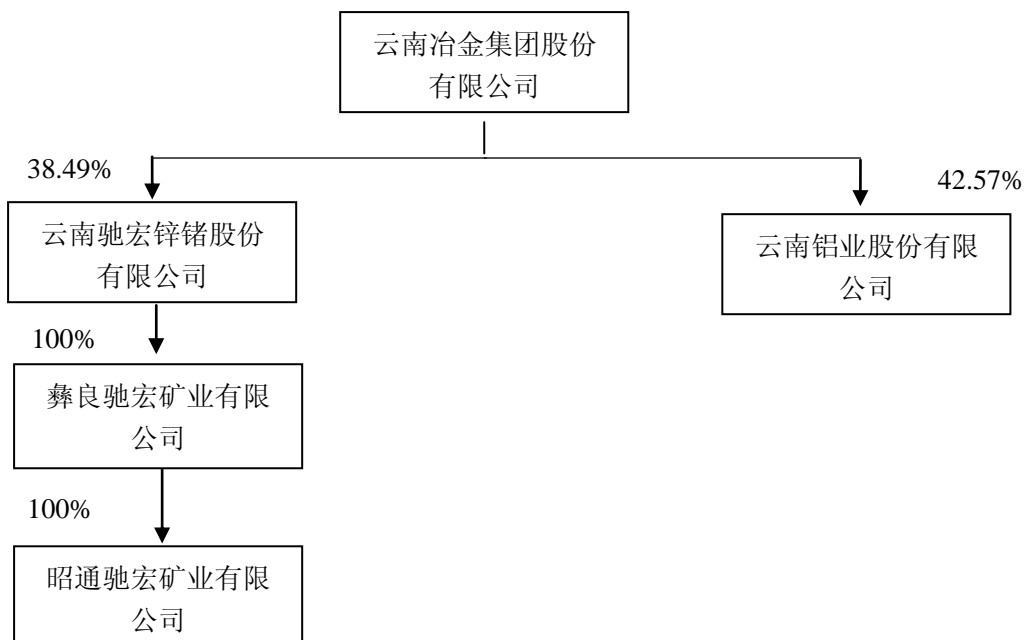 云南冶金集团股份
有限公司
38.49%
42.57%
云南驰宏锌锗股份
有限公司
云南铝业股份有限
公司
100%
彝良驰宏矿业有限
公司
100%
昭通驰宏矿业有限
公司